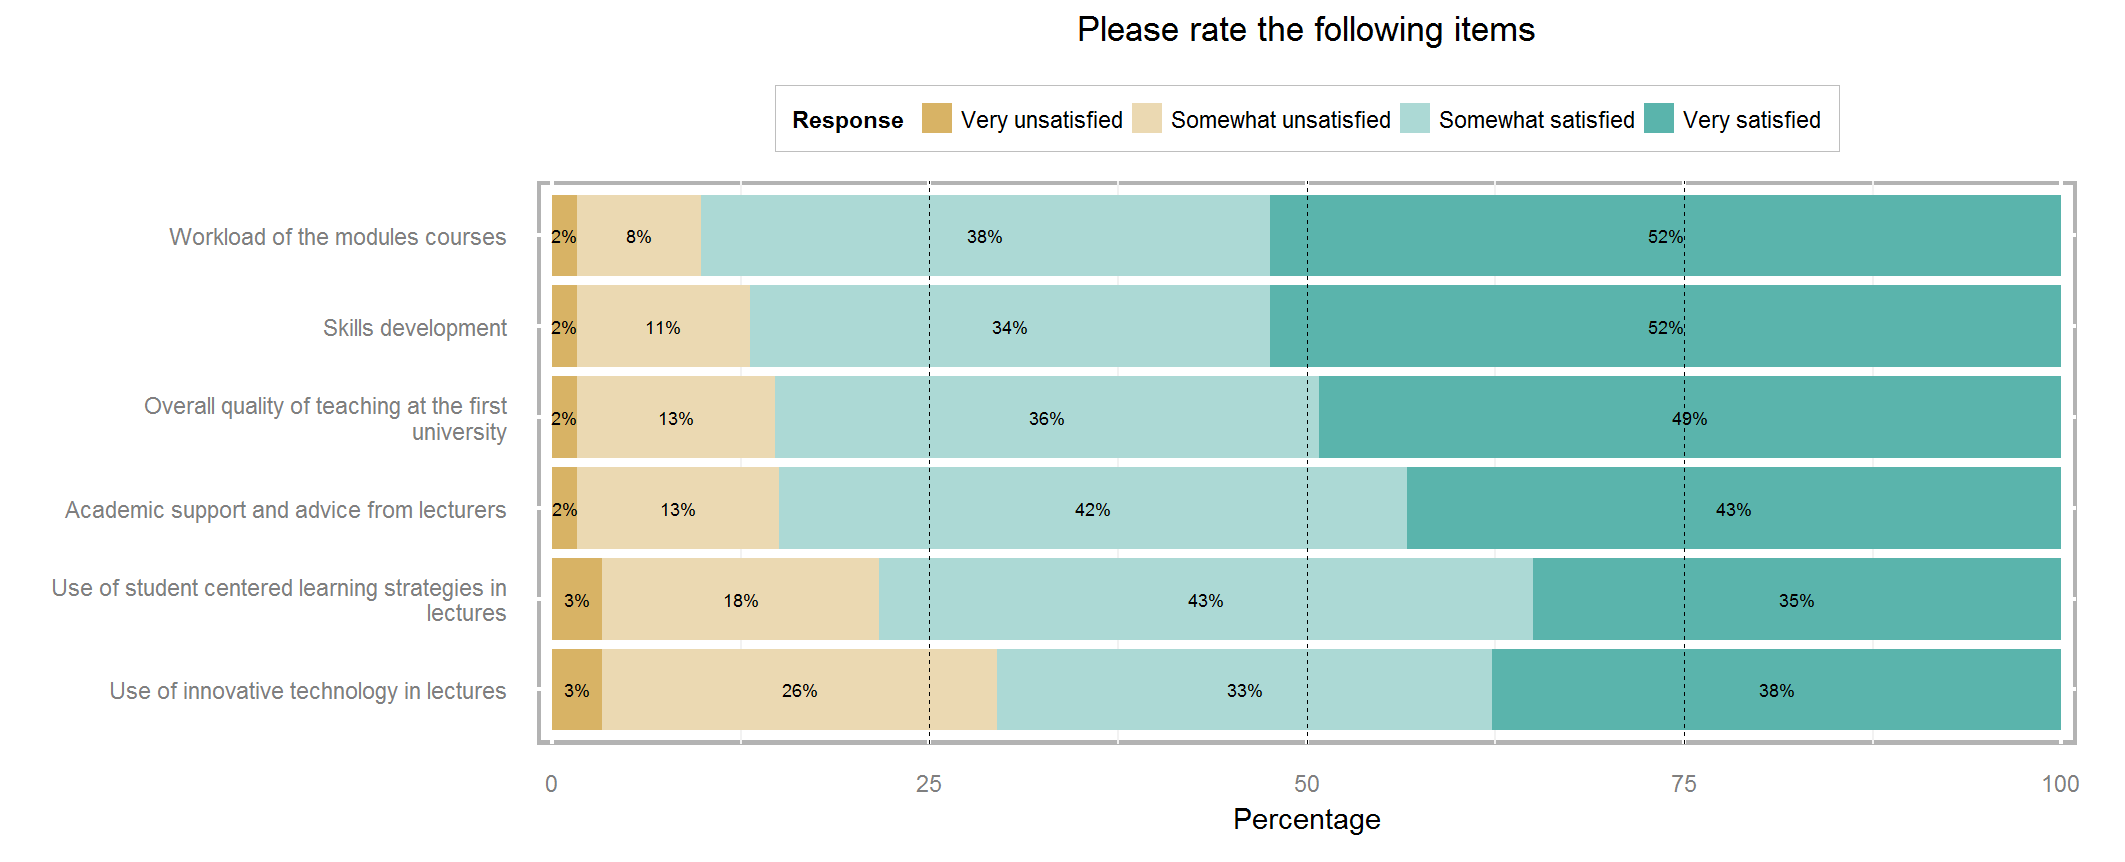 Please rate the following items
Response Very unsatisfied Somewhat unsatisfied Somewhat satisfied Very satisfied
Workload of the modules courses 2% 8% 38% 52%
Skills development 2% 11% 34% 52%
Overall quality of teaching at the first
university 2% 13% 36% 49%
Academic support and advice from lecturers 2% 13% 42% 43%
Use of student centered learning strategies in
lectures 3% 18% 43% 35%
Use of innovative technology in lectures 3% 26% 33% 38%
0 25 50 75 100
Percentage